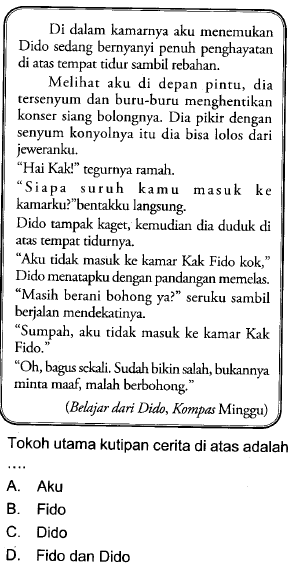 Di dalam kamarnya aku menemukan
Dido sedang bernyanyi penuh penghayatan
di atas tempat tidur sambil rebahan.
Melihat aku di depan pintu, dia
tersenyum dan buru-buru menghentikan
konser siang bolongnya. Dia pikir dengan
senyum konyolnya itu dia bisa lolos dari
jeweranku.
"Hai Kak!" tegurnya ramah.
"Siapa suruh kamu masuk ke
kamarku?"bentakku langsung.
Dido tampak kaget, kemudian dia duduk di
atas tempat tidurnya.
"Aku tidak masuk ke kamar Kak Fido kok,"
Dido menatapku dengan pandangan memelas.
"Masih berani bohong ya?" seruku sambil
berjalan mendekatinya.
"Sumpah, aku tidak masuk ke kamar Kak
Fido."
"Oh, bagus sekali. Sudah bikin salah, bukannya
minta maaf, malah berbohong."
(Belajar dari Dido, Kompas Minggu)
Tokoh utama kutipan cerita di atas adalah
....
A. Aku
B. Fido
C. Dido
D. Fido dan Dido